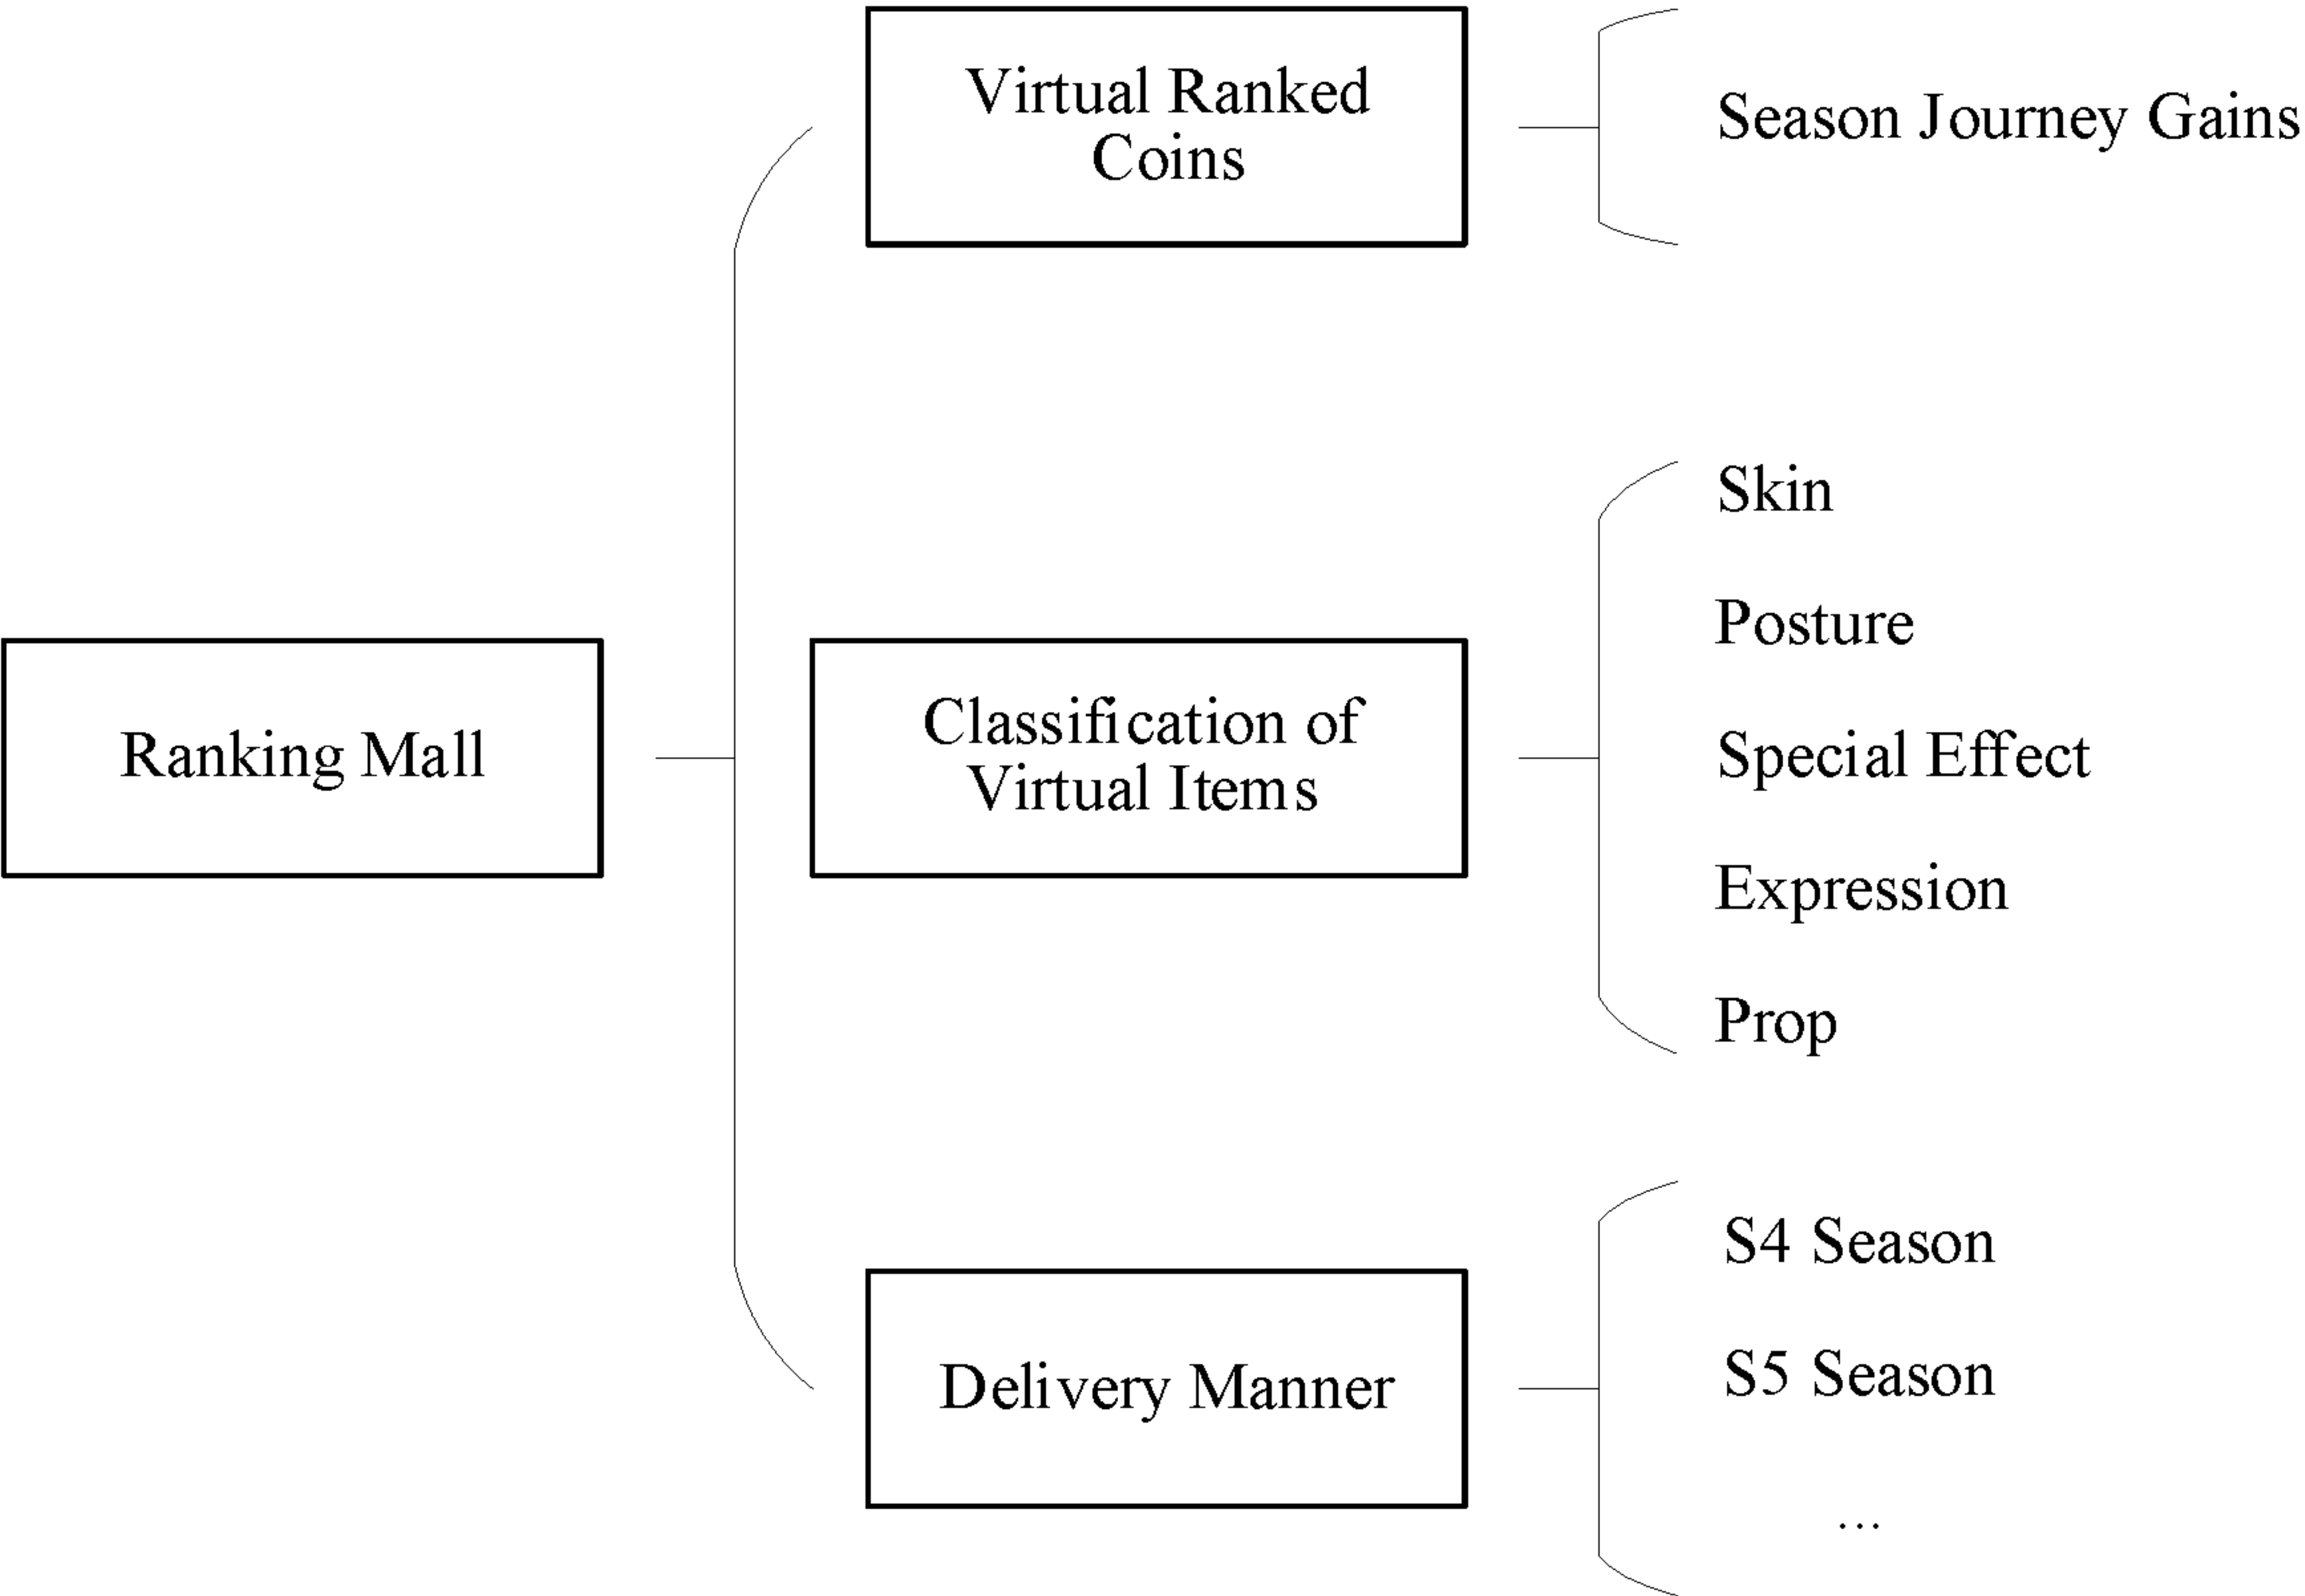 Virtual Ranked
Coins
Season Journey Gains
Ranking Mall
Classification of
Virtual Items
Skin
Posture
Special Effect
Expression
Prop
Delivery Manner
S4 Season
S5 Season
...